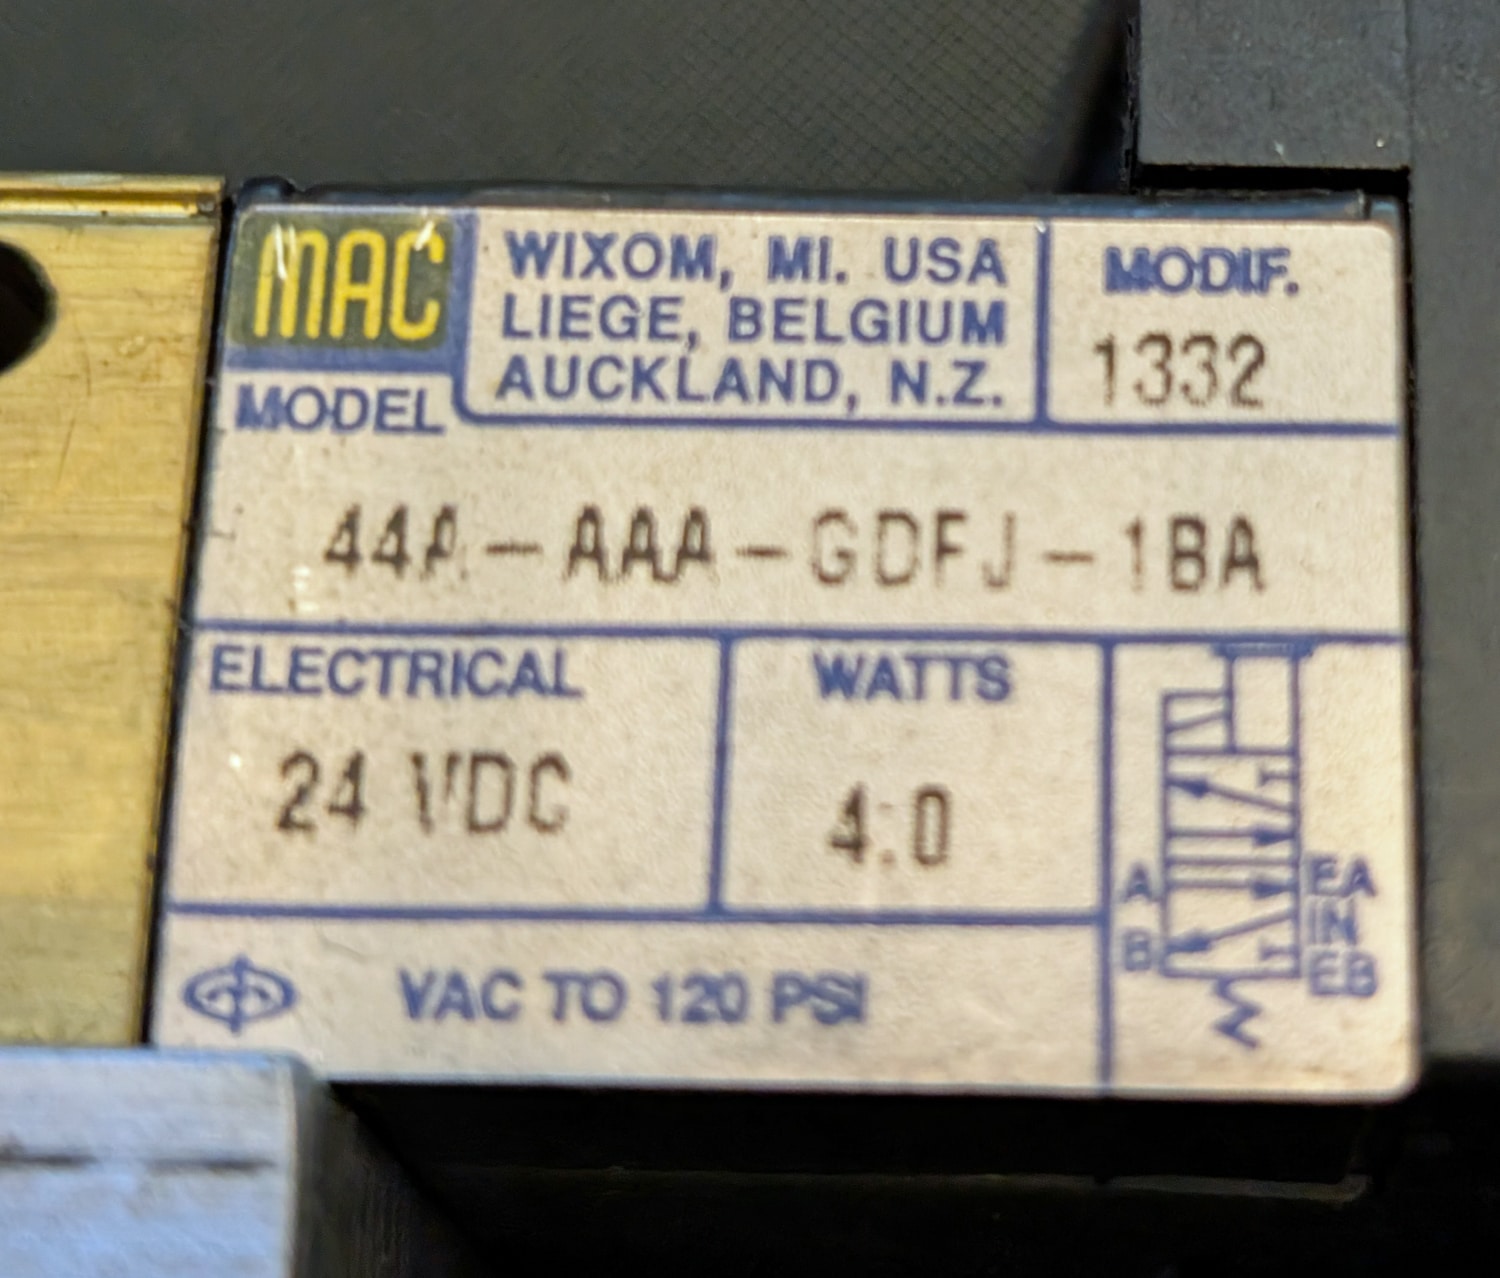 MAC
WIXOM, MI. USA
LIEGE, BELGIUM
AUCKLAND, N.Z.
MODIF.
1332
MODEL
44A-AAA-GDFJ-1BA
ELECTRICAL
24 VDC
WATTS
4.0
A
B
EA
IN
EB
VAC TO 120 PSI